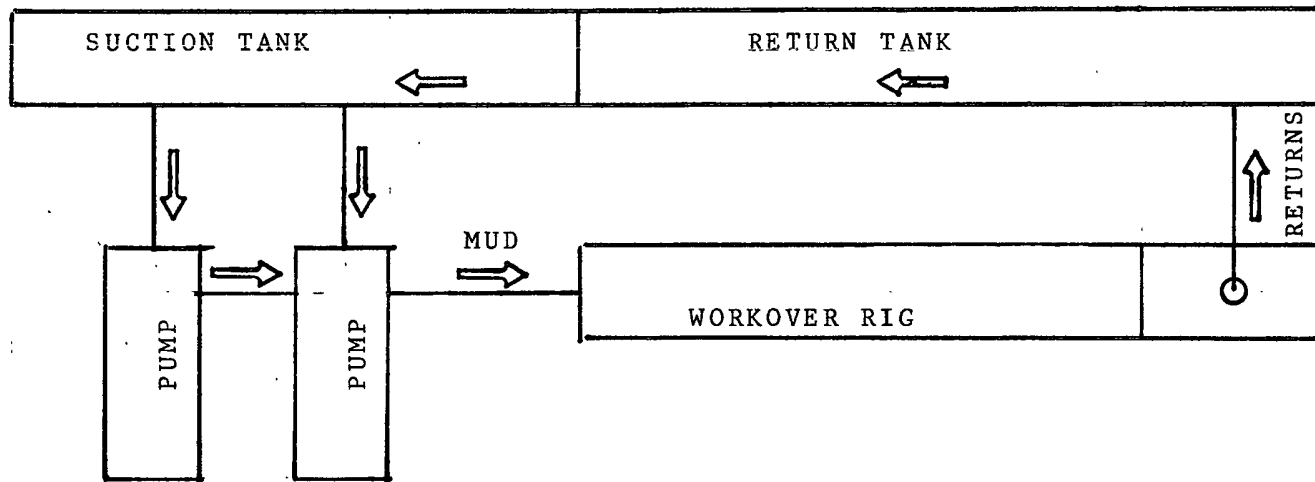 SUCTION TANK
RETURN TANK
RETURNS
MUD
WORKOVER RIG
PUMP
PUMP